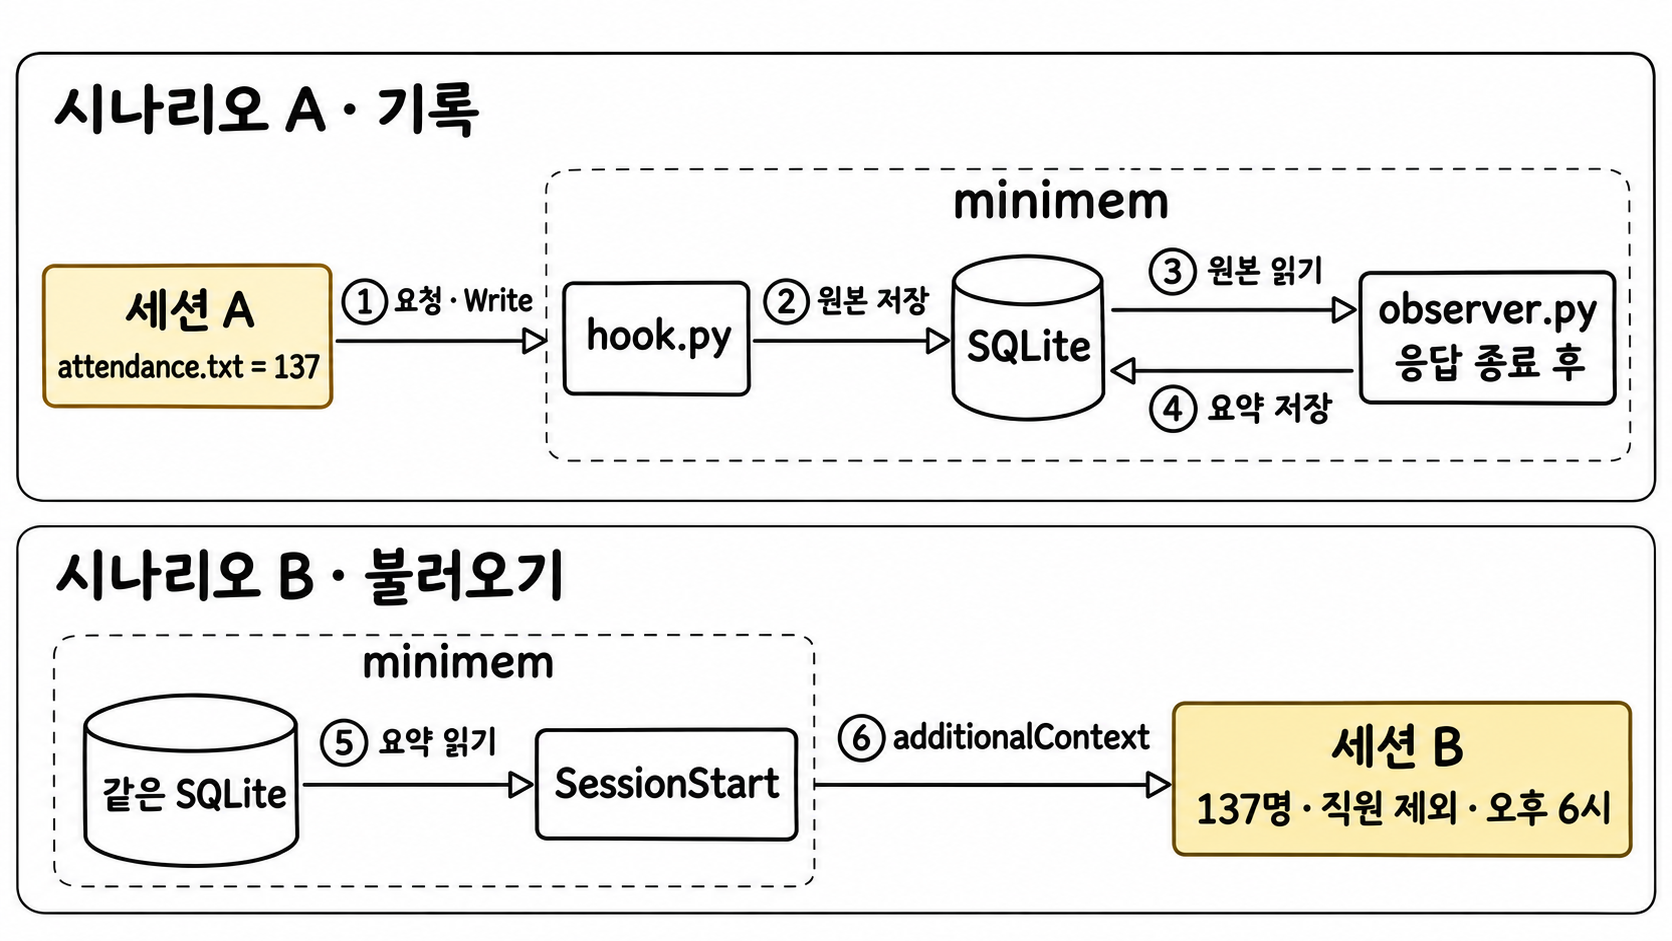 시나리오 A · 기록
minimem
세션 A
attendance.txt = 137
① 요청 · Write
hook.py
② 원본 저장
SQLite
③ 원본 읽기
④ 요약 저장
observer.py
응답 종료 후
시나리오 B · 불러오기
minimem
같은 SQLite
⑤ 요약 읽기
SessionStart
⑥ additionalContext
세션 B
137명 · 직원 제외 · 오후 6시